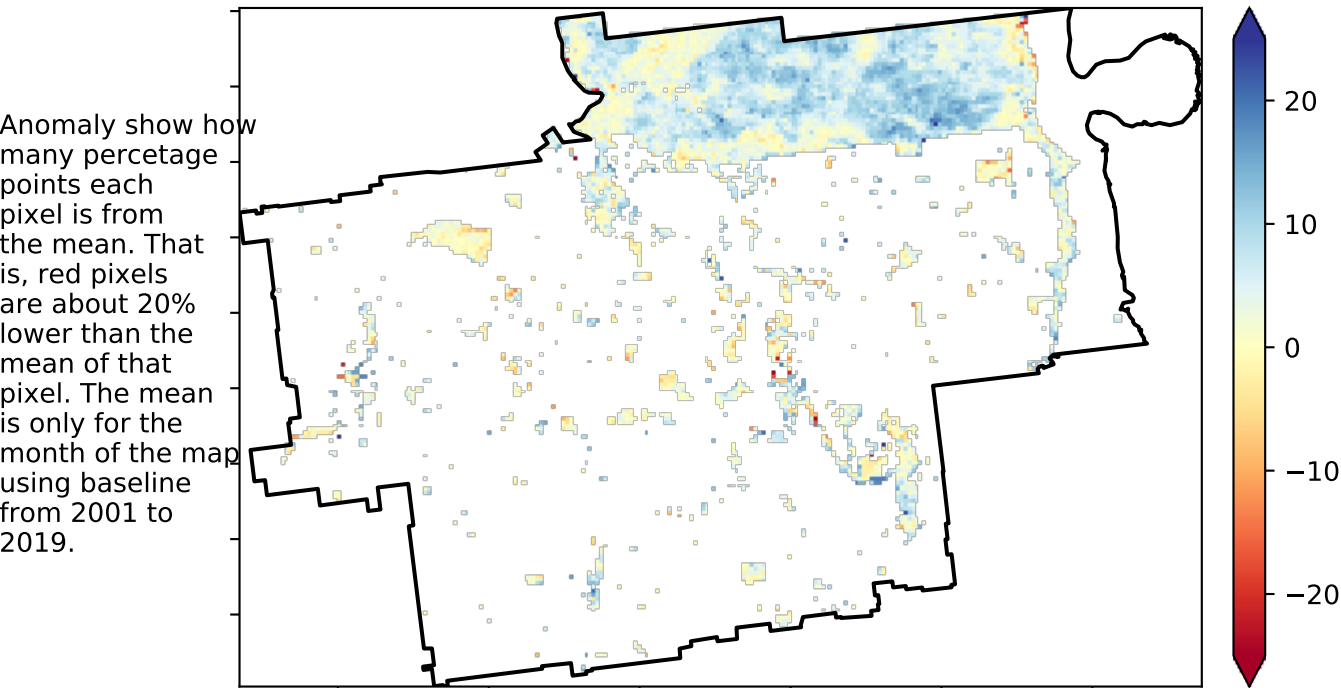 Anomaly show how
many percetage
points each
pixel is from
the mean. That
is, red pixels
are about 20%
lower than the
mean of that
pixel. The mean
is only for the
month of the map
using baseline
from 2001 to
2019.
20
10
0
−10
−20